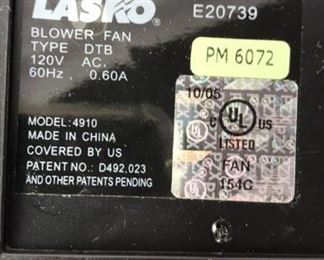 LASKO
E20739
BLOWER FAN
TYPE DTB
120V AC.
60Hz, 0.60A
PM 6072
MODEL: 4910
MADE IN CHINA
COVERED BY US
PATENT NO.: D492,023
AND OTHER PATENTS PENDING
10/05
C UL US
LISTED
FAN
154C